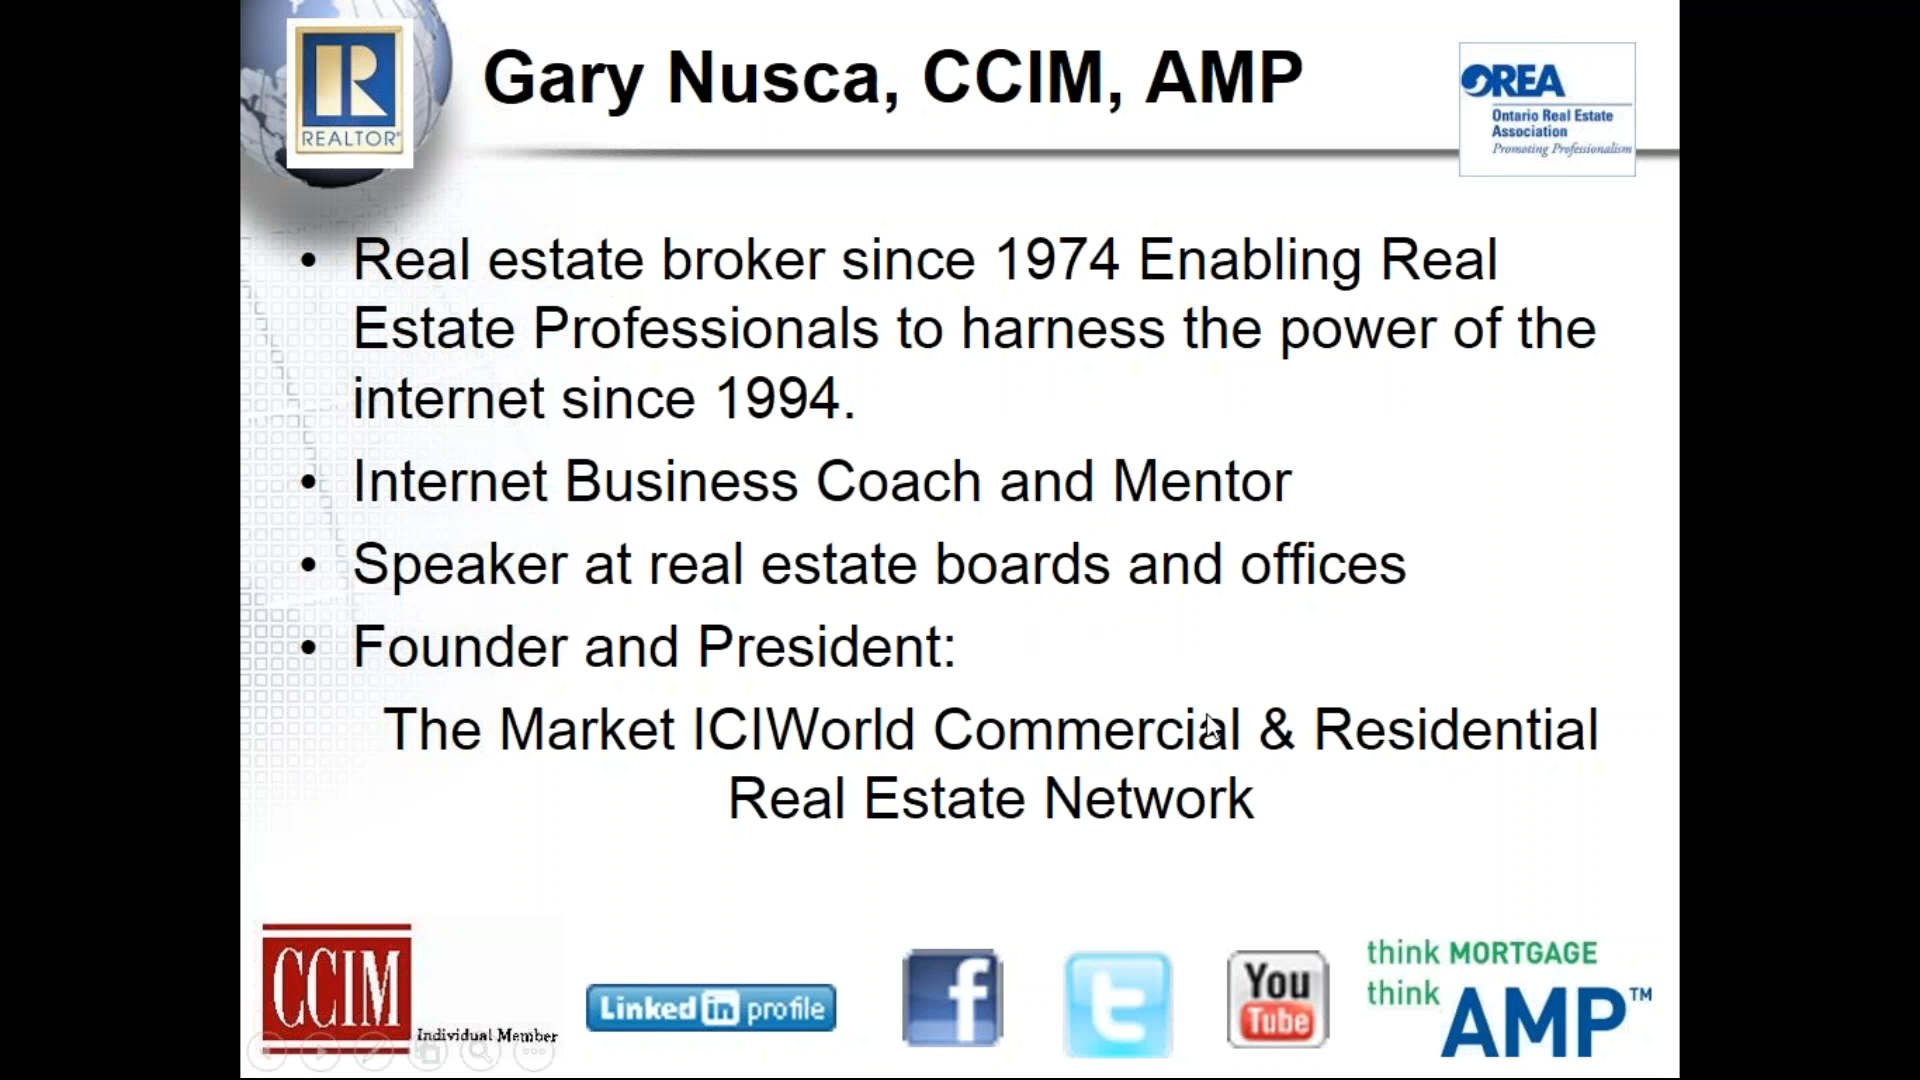 R
REALTOR®
Gary Nusca, CCIM, AMP
OREA
Ontario Real Estate
Association
Promoting Professionalism
• Real estate broker since 1974 Enabling Real
Estate Professionals to harness the power of the
internet since 1994.
• Internet Business Coach and Mentor
• Speaker at real estate boards and offices
• Founder and President:
The Market ICIWorld Commercial & Residential
Real Estate Network
CCIM
Individual Member
Linked in profile
f
t
You
Tube
think MORTGAGE
think AMP™